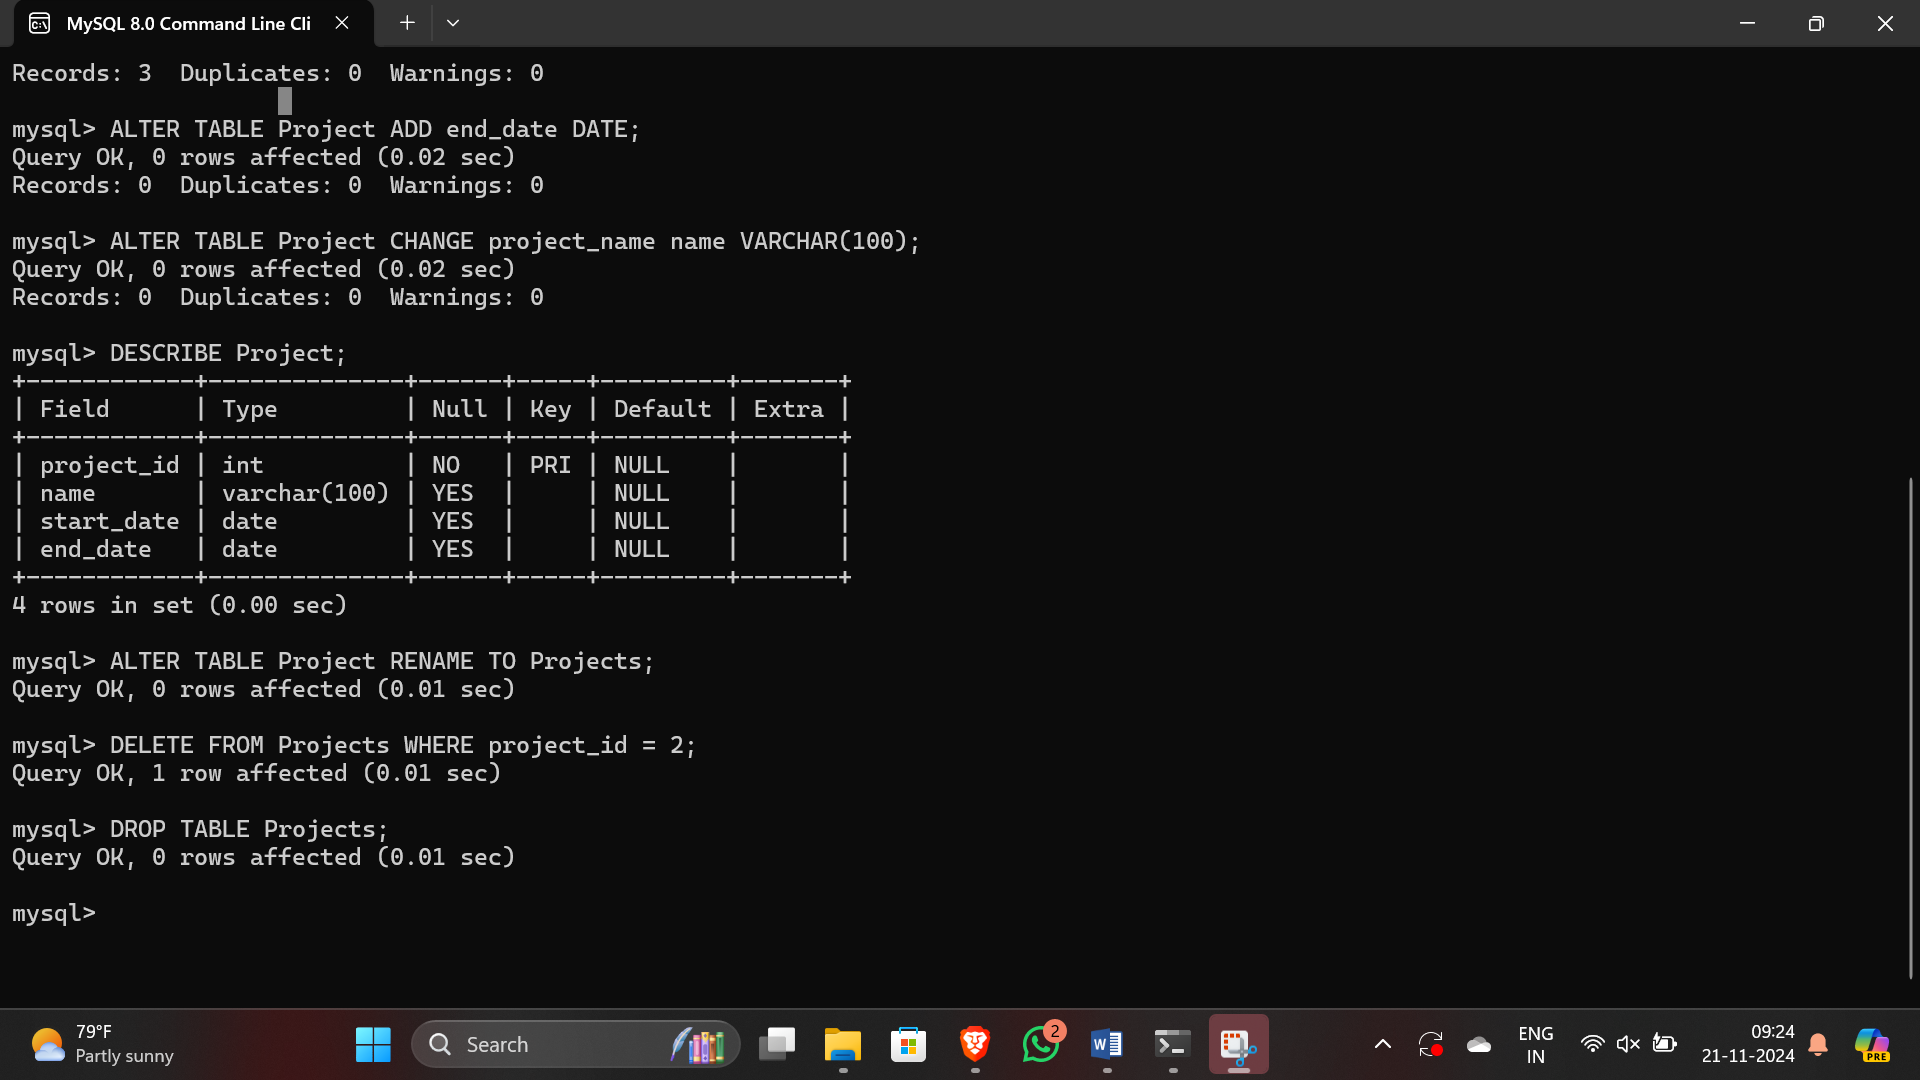 MySQL 8.0 Command Line Cli
Records: 3  Duplicates: 0  Warnings: 0
mysql> ALTER TABLE Project ADD end_date DATE;
Query OK, 0 rows affected (0.02 sec)
Records: 0  Duplicates: 0  Warnings: 0
mysql> ALTER TABLE Project CHANGE project_name name VARCHAR(100);
Query OK, 0 rows affected (0.02 sec)
Records: 0  Duplicates: 0  Warnings: 0
mysql> DESCRIBE Project;
+------------+--------------+------+-----+---------+-------+
| Field      | Type         | Null | Key | Default | Extra |
+------------+--------------+------+-----+---------+-------+
| project_id | int          | NO   | PRI | NULL    |       |
| name       | varchar(100) | YES  |     | NULL    |       |
| start_date | date         | YES  |     | NULL    |       |
| end_date   | date         | YES  |     | NULL    |       |
+------------+--------------+------+-----+---------+-------+
4 rows in set (0.00 sec)
mysql> ALTER TABLE Project RENAME TO Projects;
Query OK, 0 rows affected (0.01 sec)
mysql> DELETE FROM Projects WHERE project_id = 2;
Query OK, 1 row affected (0.01 sec)
mysql> DROP TABLE Projects;
Query OK, 0 rows affected (0.01 sec)
mysql>
79°F
Partly sunny
Search
2
W
ENG
IN
09:24
21-11-2024
PRE